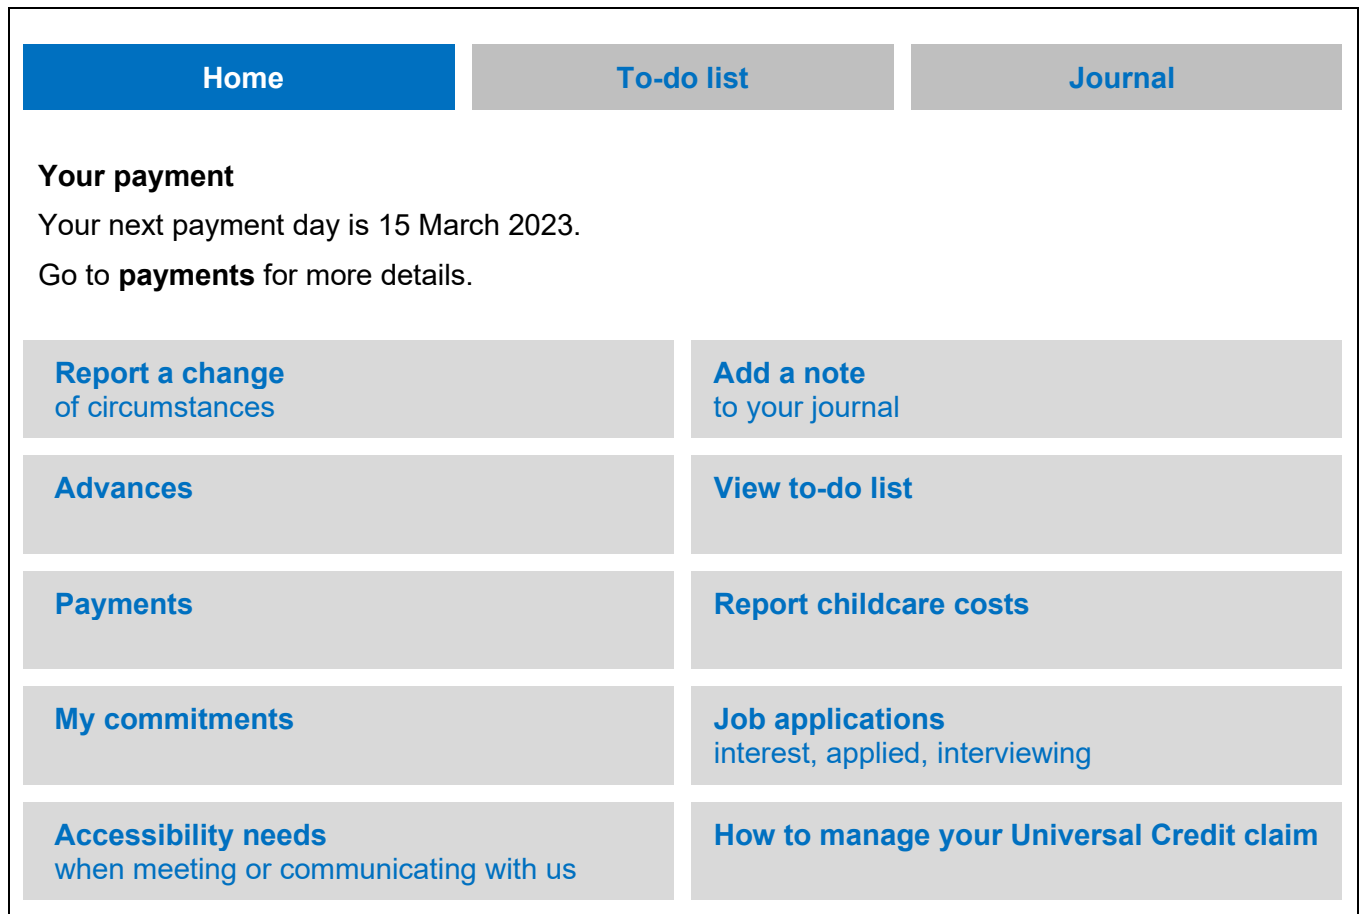 Home
To-do list
Journal
Your payment
Your next payment day is 15 March 2023.
Go to payments for more details.
Report a change
of circumstances
Add a note
to your journal
Advances
View to-do list
Payments
Report childcare costs
My commitments
Job applications
interest, applied, interviewing
Accessibility needs
when meeting or communicating with us
How to manage your Universal Credit claim